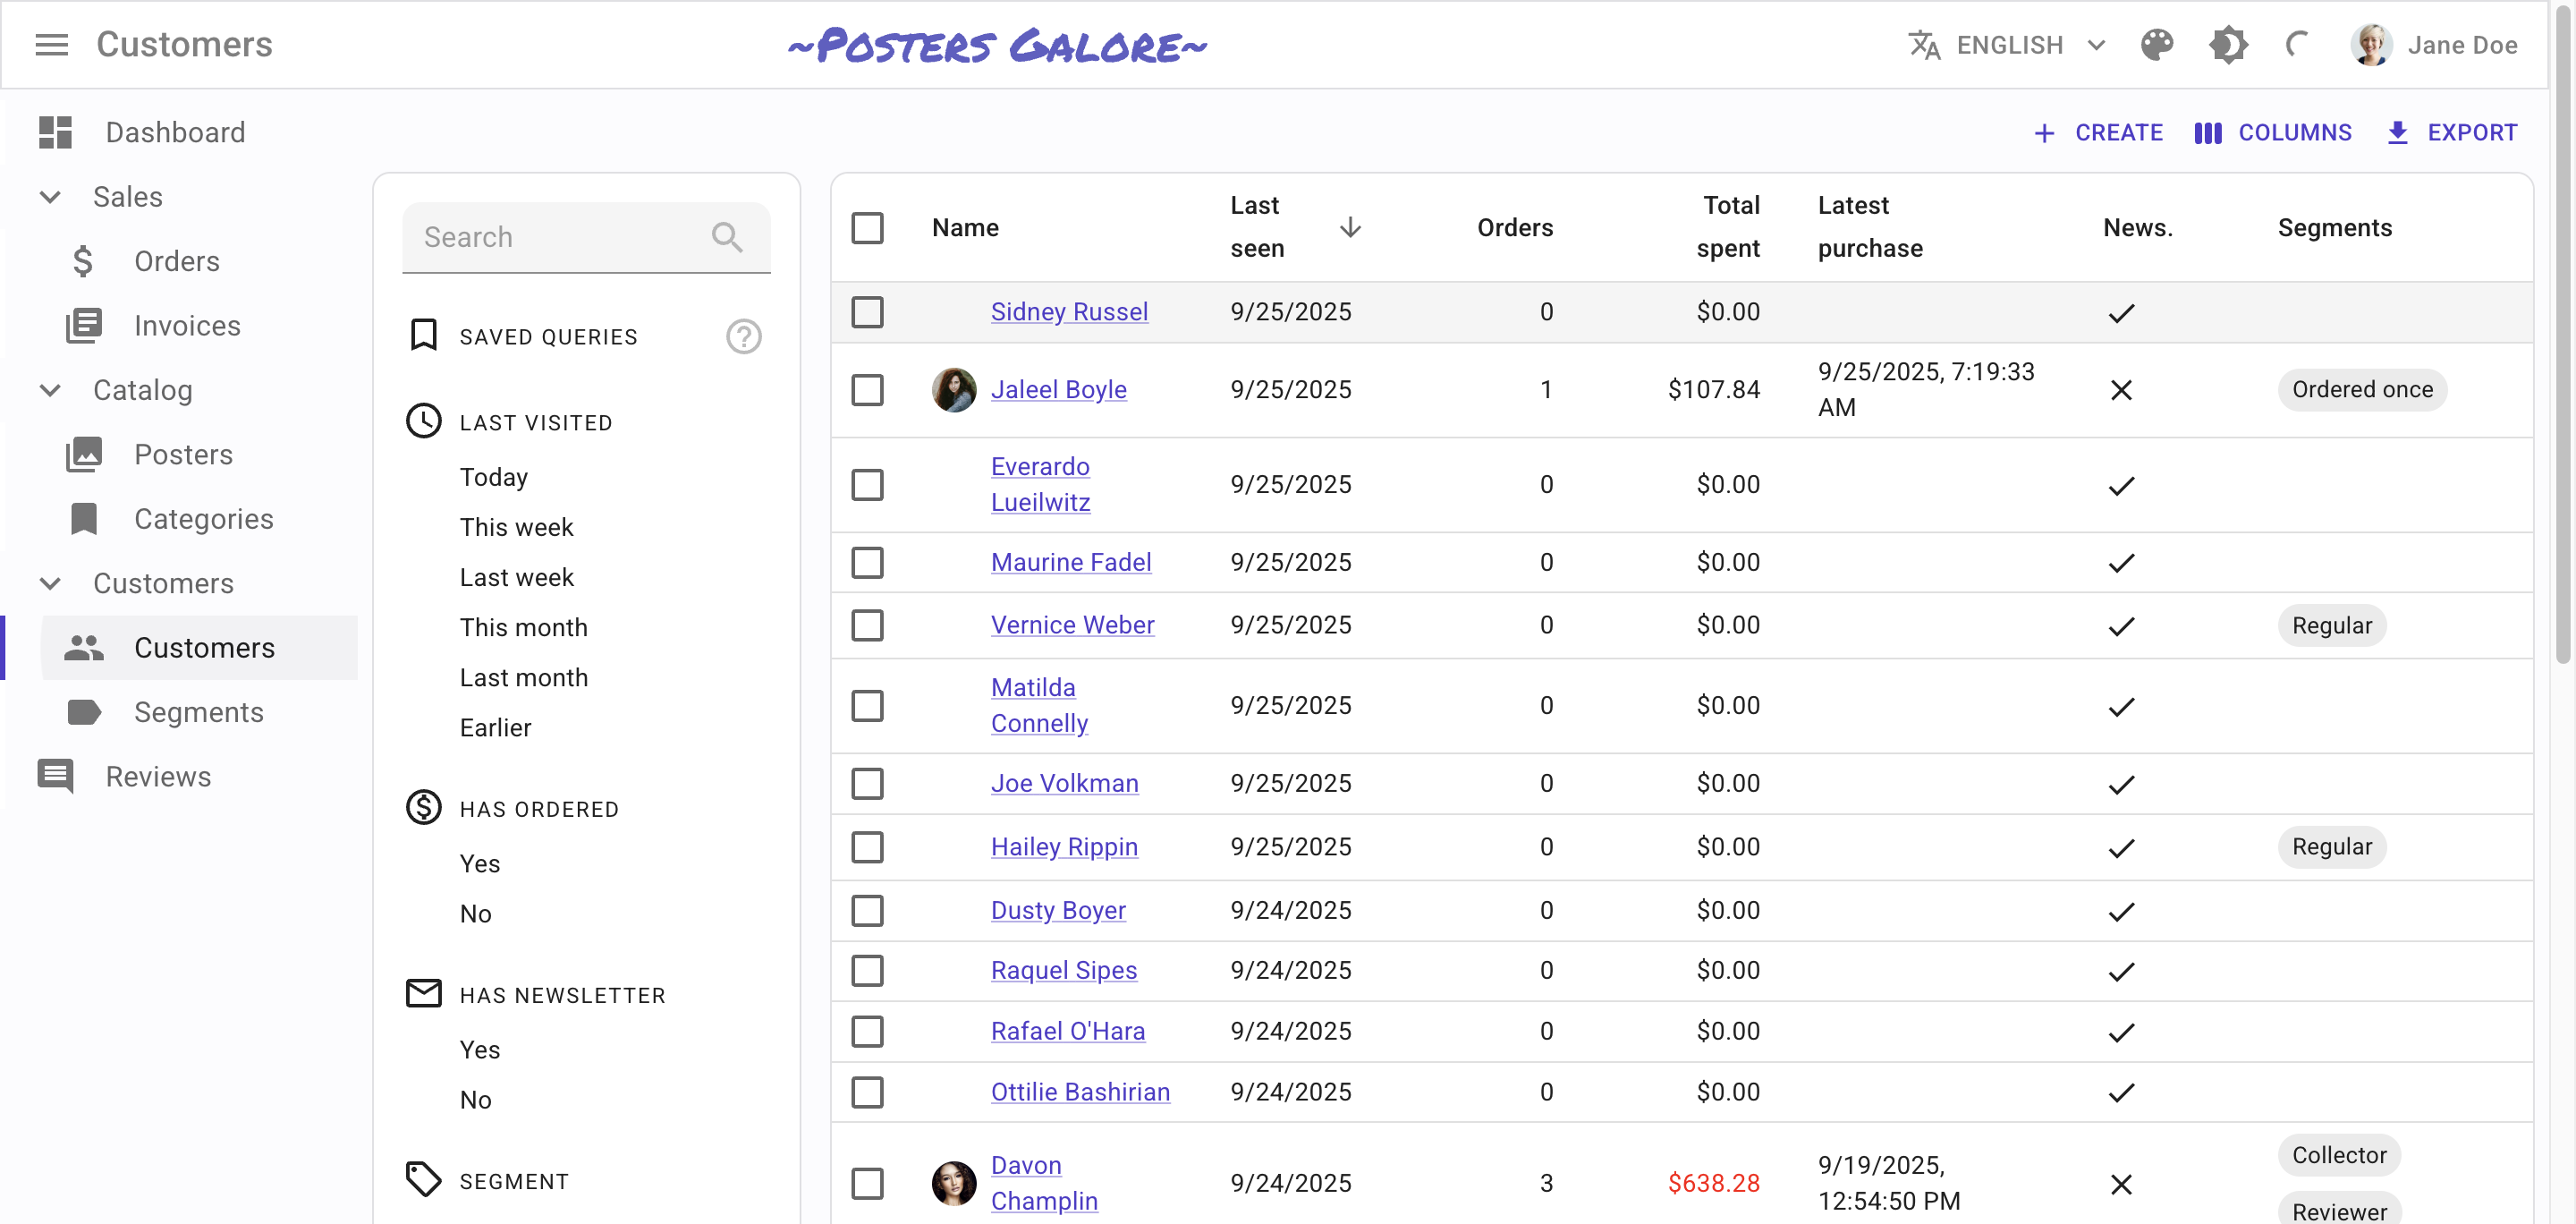 Customers
~Posters Galore~
ENGLISH
Jane Doe
Dashboard
Sales
Orders
Invoices
Catalog
Posters
Categories
Customers
Customers
Segments
Reviews
CREATE
COLUMNS
EXPORT
Search
SAVED QUERIES
LAST VISITED
Today
This week
Last week
This month
Last month
Earlier
HAS ORDERED
Yes
No
HAS NEWSLETTER
Yes
No
SEGMENT
Name
Last
seen
Orders
Total
spent
Latest
purchase
News.
Segments
Sidney Russel 9/25/2025 0 $0.00
Jaleel Boyle 9/25/2025 1 $107.84
9/25/2025, 7:19:33
AM
Ordered once
Everardo
Lueilwitz
9/25/2025 0 $0.00
Maurine Fadel 9/25/2025 0 $0.00
Vernice Weber 9/25/2025 0 $0.00 Regular
Matilda
Connelly
9/25/2025 0 $0.00
Joe Volkman 9/25/2025 0 $0.00
Hailey Rippin 9/25/2025 0 $0.00 Regular
Dusty Boyer 9/24/2025 0 $0.00
Raquel Sipes 9/24/2025 0 $0.00
Rafael O'Hara 9/24/2025 0 $0.00
Ottilie Bashirian 9/24/2025 0 $0.00
Davon
Champlin
9/24/2025 3 $638.28
9/19/2025,
12:54:50 PM
Collector
Reviewer